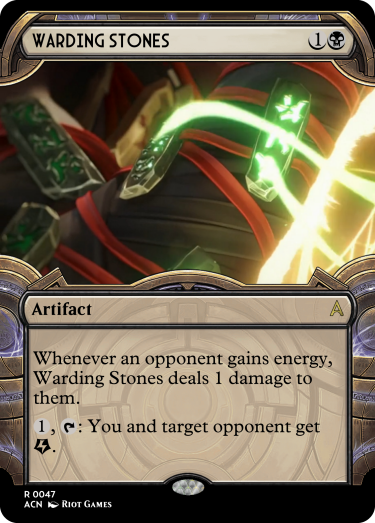 WARDING STONES 1
Artifact
Whenever an opponent gains energy,
Warding Stones deals 1 damage to
them.
1, : You and target opponent get
.
R 0047
ACN RIOT GAMES